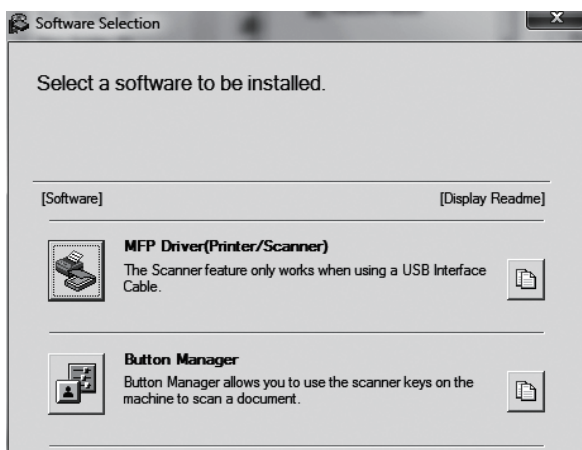 Software Selection
Select a software to be installed.
[Software] [Display Readme]
MFP Driver(Printer/Scanner)
The Scanner feature only works when using a USB Interface
Cable.
Button Manager
Button Manager allows you to use the scanner keys on the
machine to scan a document.